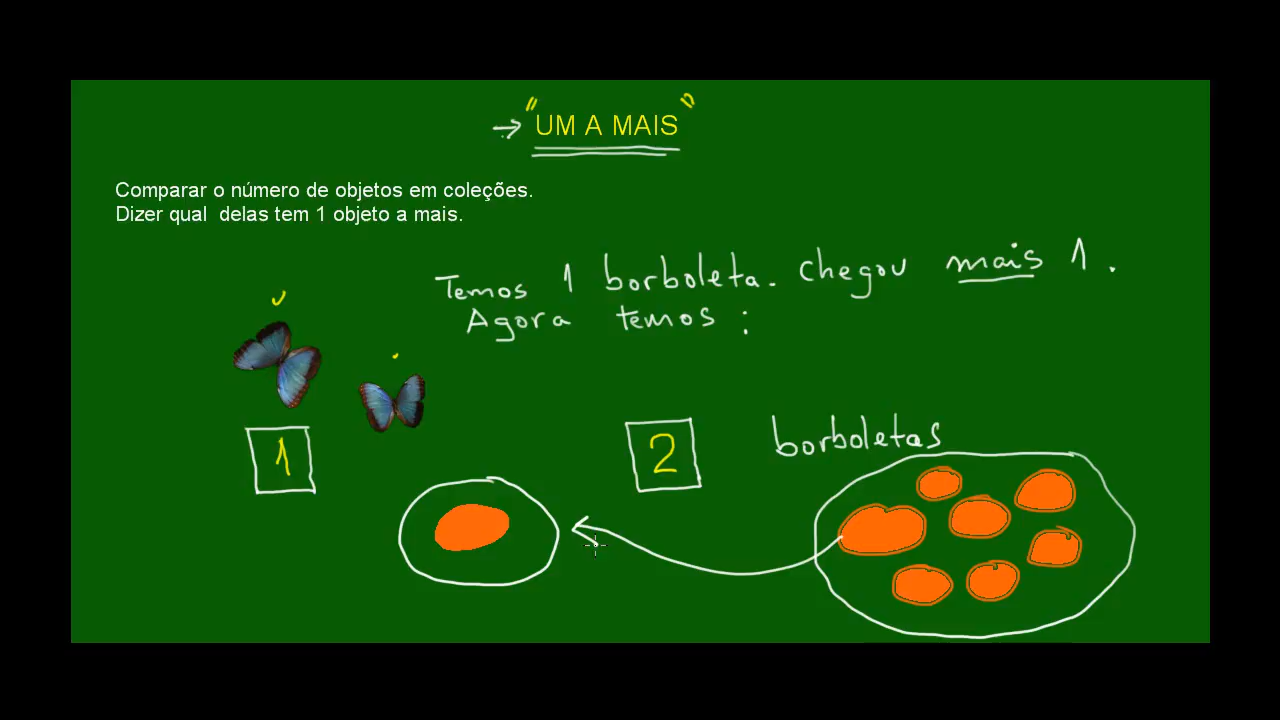 → "UM A MAIS"
Comparar o número de objetos em coleções.
Dizer qual delas tem 1 objeto a mais.
Temos 1 borboleta. chegou mais 1.
Agora temos :
1
2 borboletas